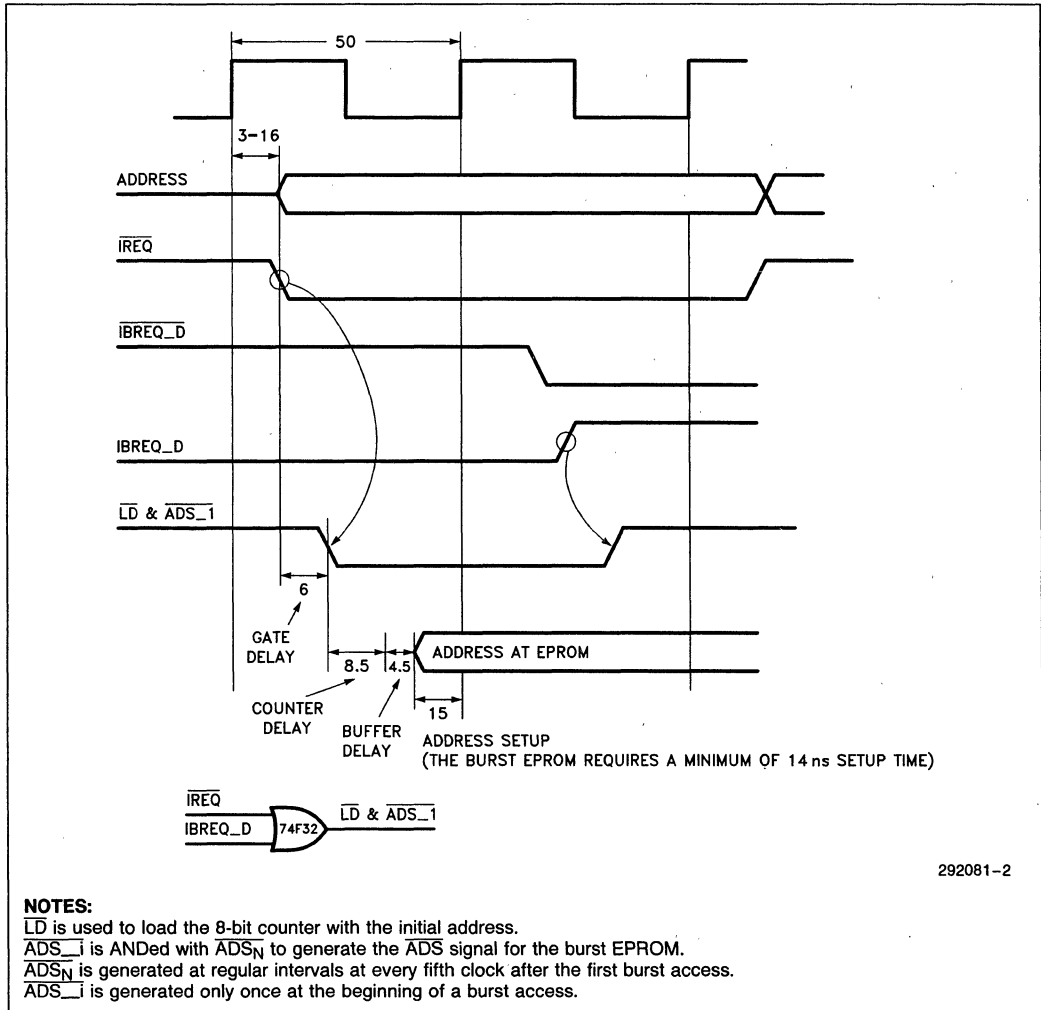 50
3-16
ADDRESS
IREQ
IBREQ_D
IBREQ_D
LD & ADS_1
6
GATE
DELAY
8.5
4.5
ADDRESS AT EPROM
COUNTER
DELAY
BUFFER
DELAY
15
ADDRESS SETUP
(THE BURST EPROM REQUIRES A MINIMUM OF 14 ns SETUP TIME)
IREQ
IBREQ_D
74F32
LD & ADS_1
292081-2
NOTES:
LD is used to load the 8-bit counter with the initial address.
ADS_i is ANDed with ADSN to generate the ADS signal for the burst EPROM.
ADSN is generated at regular intervals at every fifth clock after the first burst access.
ADS_i is generated only once at the beginning of a burst access.